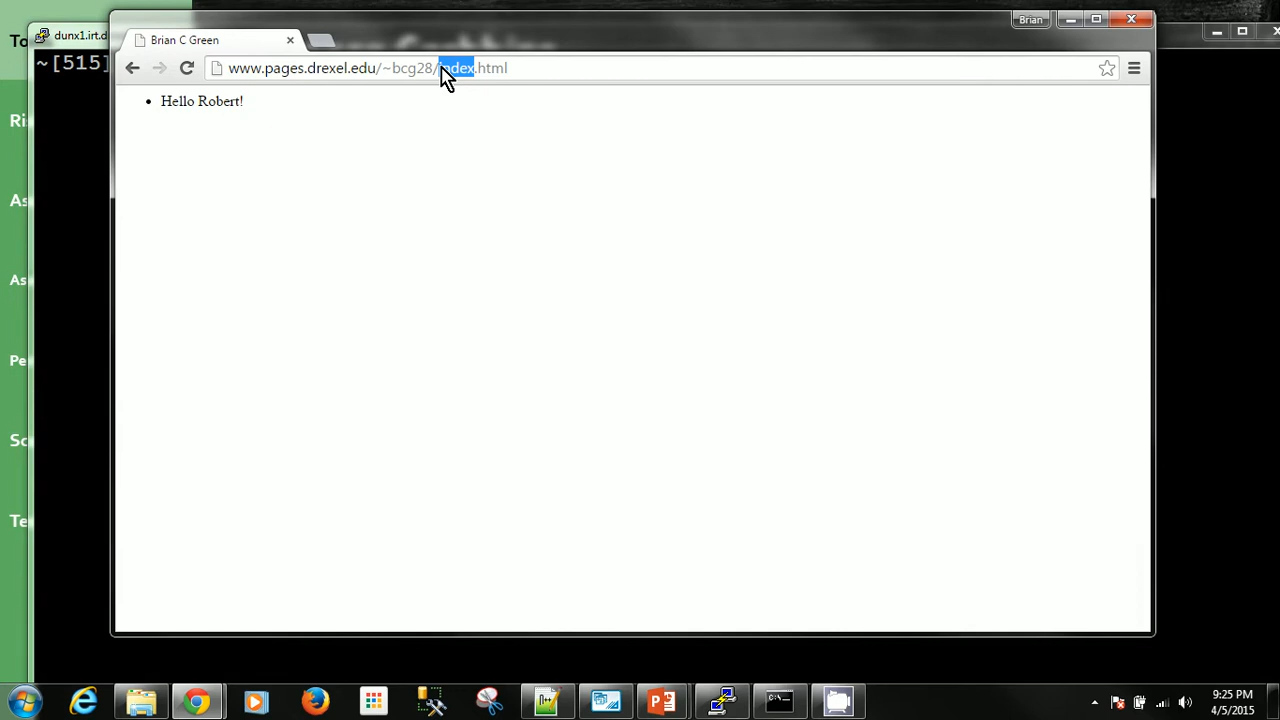 To
dunx1.irt.d
Brian C Green
Brian
~[515]
www.pages.drexel.edu/~bcg28/index.html
Hello Robert!
Ri
As
As
Pe
Sc
Te
9:25 PM
4/5/2015